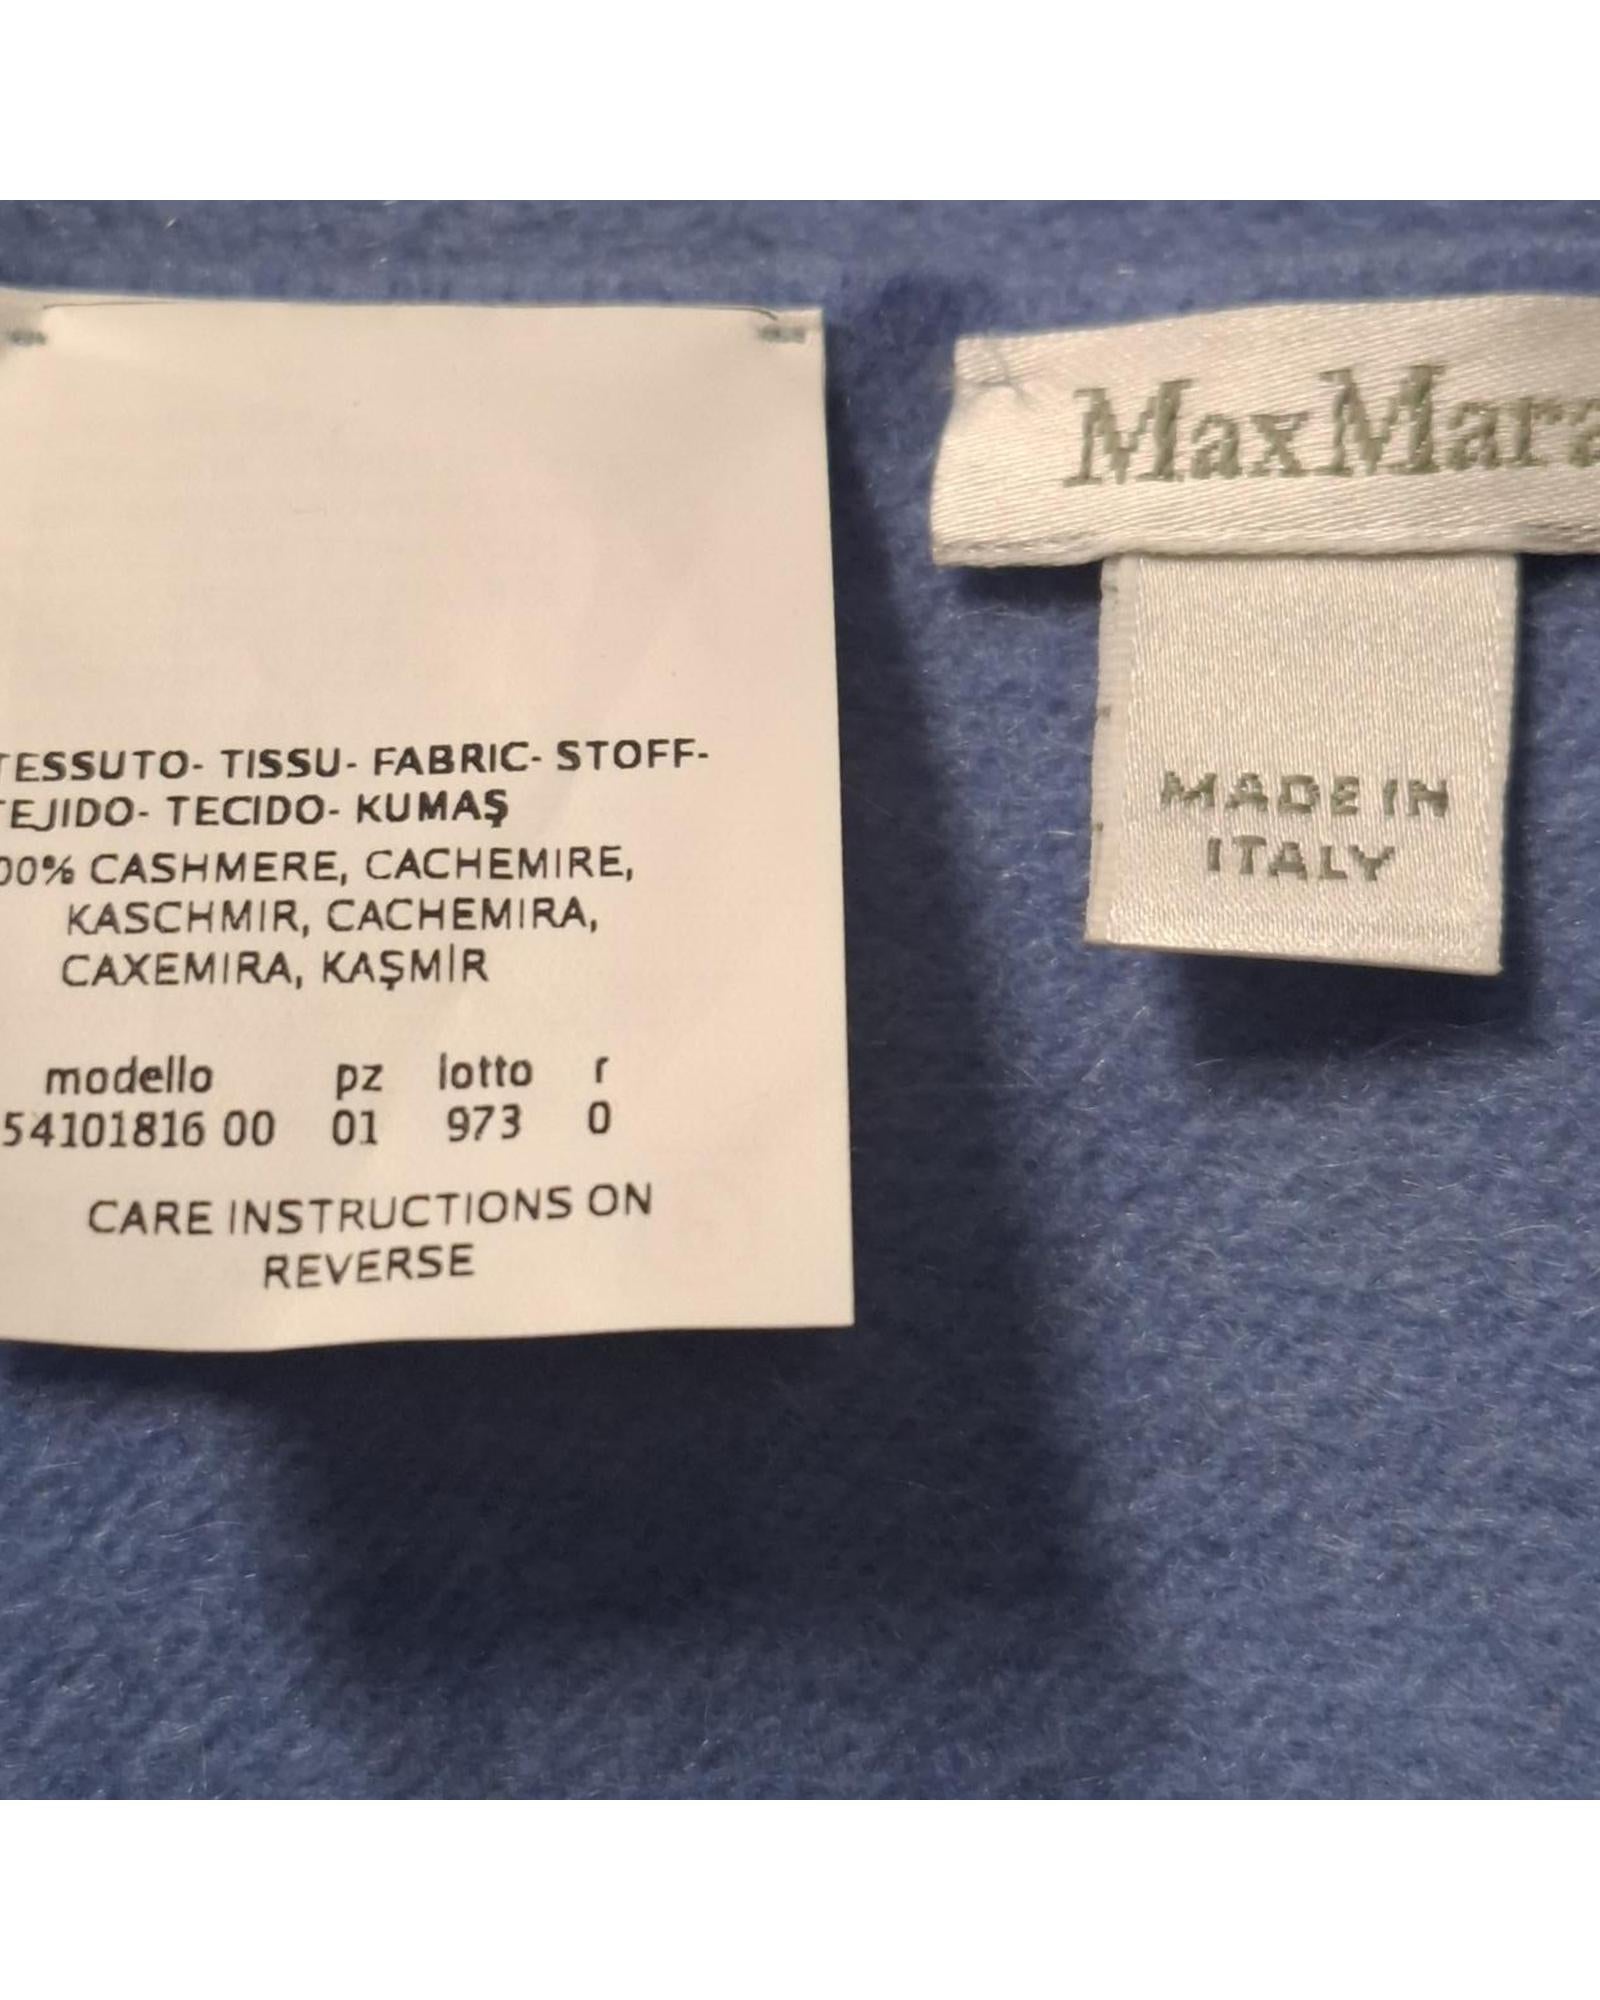 TESSUTO- TISSU- FABRIC- STOFF-
TEJIDO- TECIDO- KUMAŞ
00% CASHMERE, CACHEMIRE,
KASCHMIR, CACHEMIRA,
CAXEMIRA, KAŞMİR
modello pz lotto r
54101816 00 01 973 0
CARE INSTRUCTIONS ON
REVERSE
MaxMara
MADE IN
ITALY